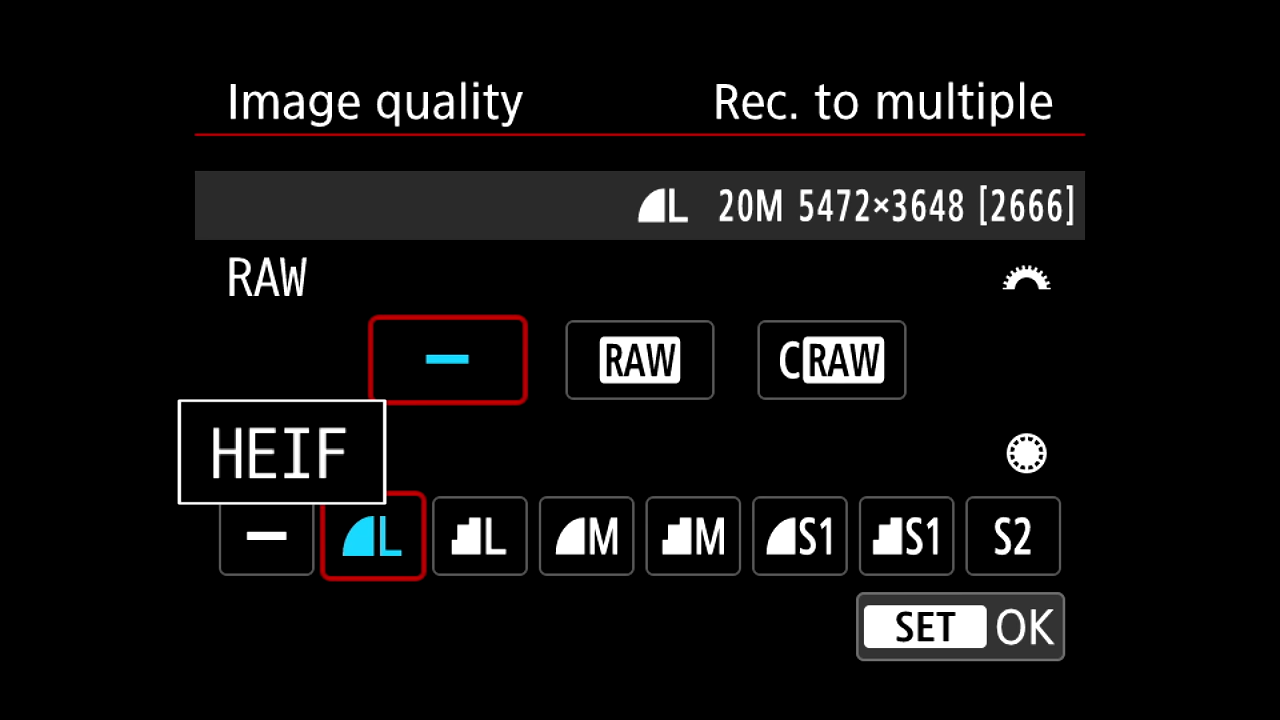 Image quality Rec. to multiple
L 20M 5472×3648 [2666]
RAW
— RAW CRAW
HEIF
— L L M M S1 S1 S2
SET OK